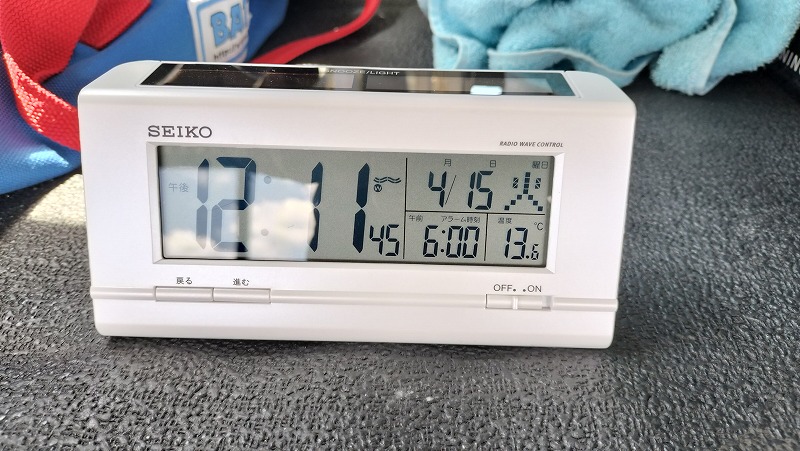 SNOOZE/LIGHT
SEIKO
RADIO WAVE CONTROL
月 日 曜日
午後 12:11 45
4/15 火
午前 アラーム時刻 温度
6:00 13.6 °C
戻る 進む
OFF • • ON